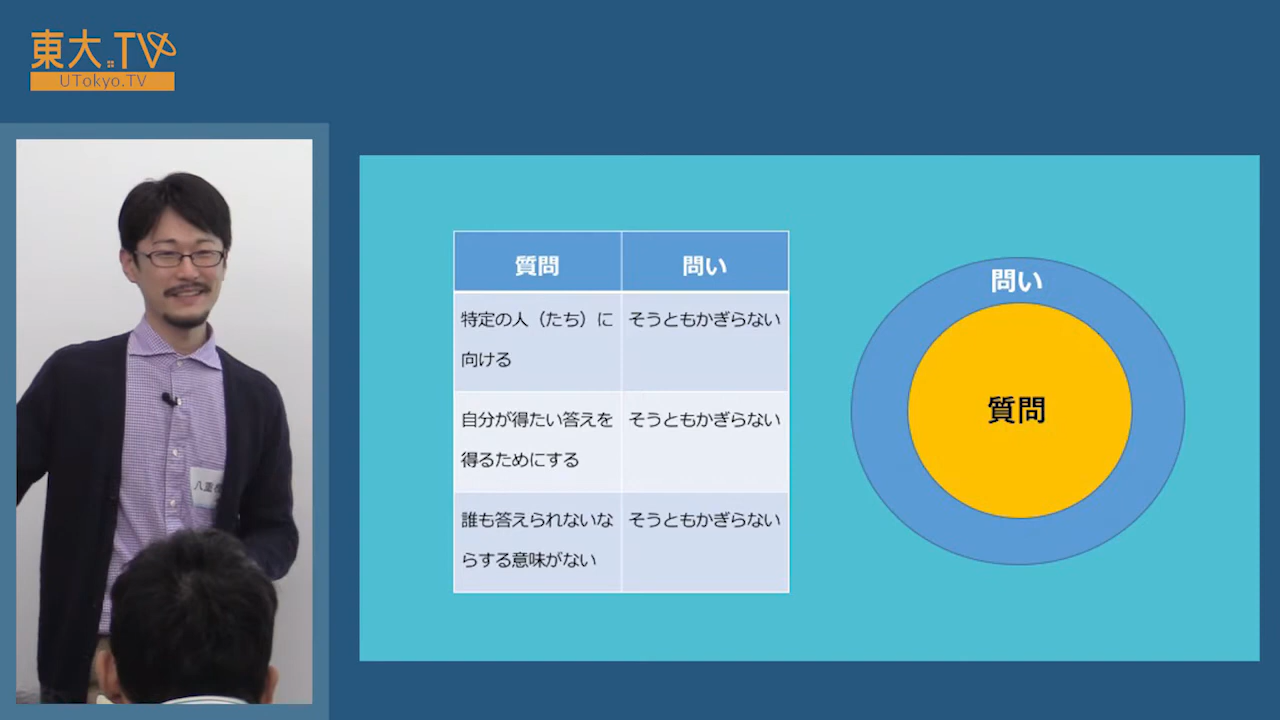 東大.TV
UTokyo.TV
質問
問い
特定の人（たち）に
向ける
そうともかぎらない
自分が得たい答えを
得るためにする
そうともかぎらない
誰も答えられないな
らする意味がない
そうともかぎらない
問い
質問
八重